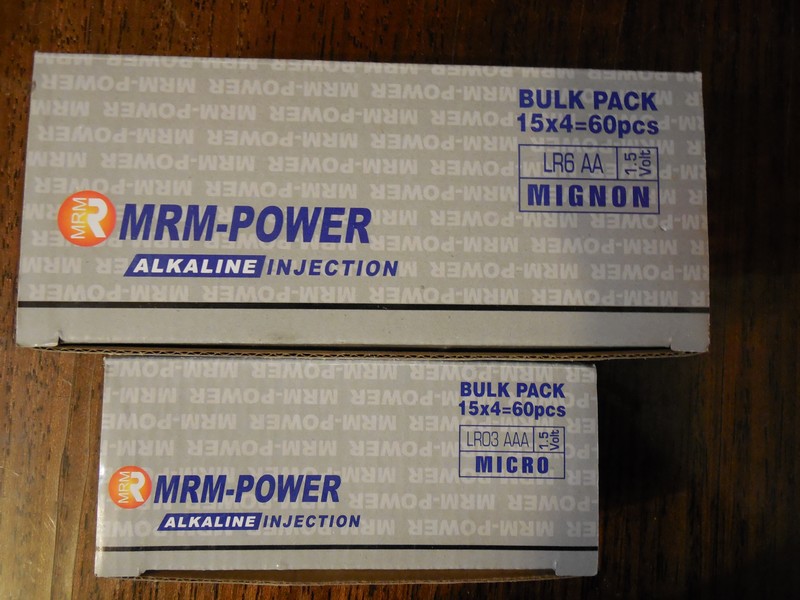 BULK PACK
15x4=60pcs
LR6 AA
1.5 Volt
MIGNON
MRM
MRM-POWER
ALKALINE INJECTION
BULK PACK
15x4=60pcs
LR03 AAA
1.5 Volt
MICRO
MRM
MRM-POWER
ALKALINE INJECTION